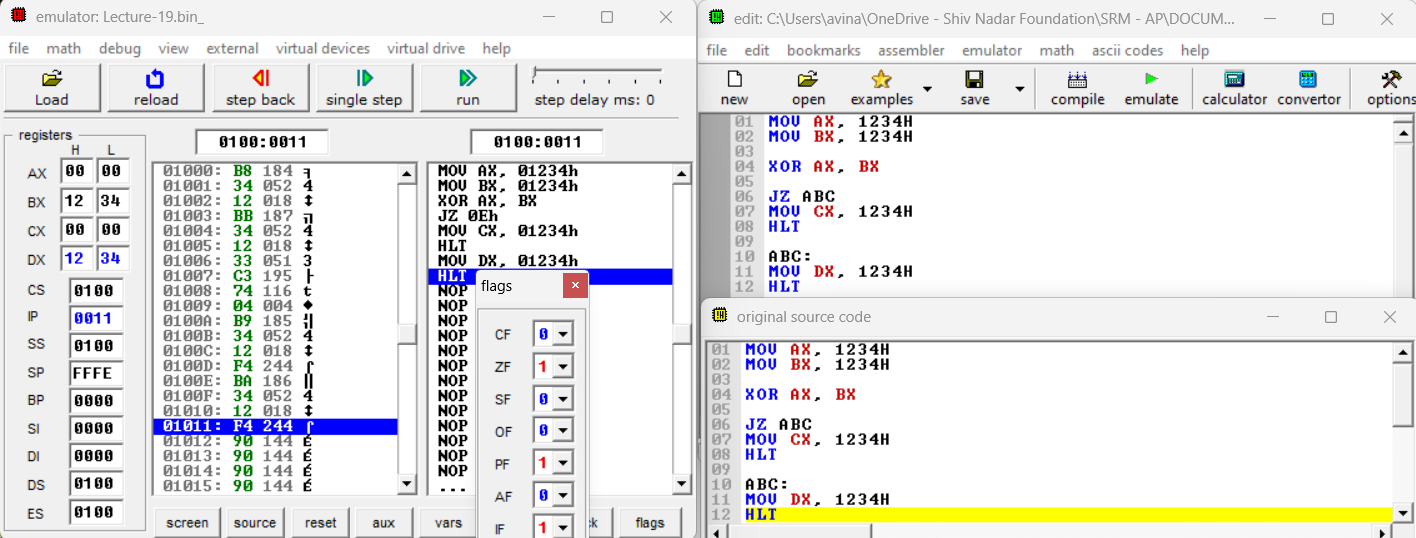 emulator: Lecture-19.bin_
file math debug view external virtual devices virtual drive help
Load reload step back single step run step delay ms: 0
registers
H L
AX 00 00
BX 12 34
CX 00 00
DX 12 34
CS 0100
IP 0011
SS 0100
SP FFFE
BP 0000
SI 0000
DI 0000
DS 0100
ES 0100
0100:0011
01000: B8 184 ╕
01001: 34 052 4
01002: 12 018 ↕
01003: BB 187 ╗
01004: 34 052 4
01005: 12 018 ↕
01006: 33 051 3
01007: C3 195 ├
01008: 74 116 t
01009: 04 004 ♦
0100A: B9 185 ╣
0100B: 34 052 4
0100C: 12 018 ↕
0100D: F4 244 ⌠
0100E: BA 186 ║
0100F: 34 052 4
01010: 12 018 ↕
01011: F4 244 ⌠
01012: 90 144 É
01013: 90 144 É
01014: 90 144 É
01015: 90 144 É
0100:0011
MOV AX, 01234h
MOV BX, 01234h
XOR AX, BX
JZ 0Eh
MOV CX, 01234h
HLT
MOV DX, 01234h
HLT
NOP
NOP
NOP
NOP
NOP
NOP
NOP
NOP
NOP
NOP
NOP
NOP
NOP
...
flags
CF 0
ZF 1
SF 0
OF 0
PF 1
AF 0
IF 1
screen source reset aux vars ck flags
edit: C:\Users\avina\OneDrive - Shiv Nadar Foundation\SRM - AP\DOCUM...
file edit bookmarks assembler emulator math ascii codes help
new open examples save compile emulate calculator convertor options
01 MOV AX, 1234H
02 MOV BX, 1234H
03
04 XOR AX, BX
05
06 JZ ABC
07 MOV CX, 1234H
08 HLT
09
10 ABC:
11 MOV DX, 1234H
12 HLT
original source code
01 MOV AX, 1234H
02 MOV BX, 1234H
03
04 XOR AX, BX
05
06 JZ ABC
07 MOV CX, 1234H
08 HLT
09
10 ABC:
11 MOV DX, 1234H
12 HLT